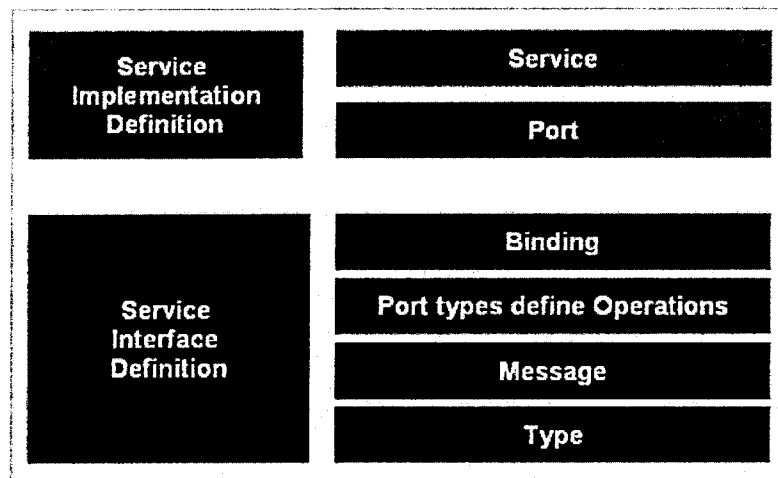 Service
Implementation
Definition
Service
Port
Service
Interface
Definition
Binding
Port types define Operations
Message
Type